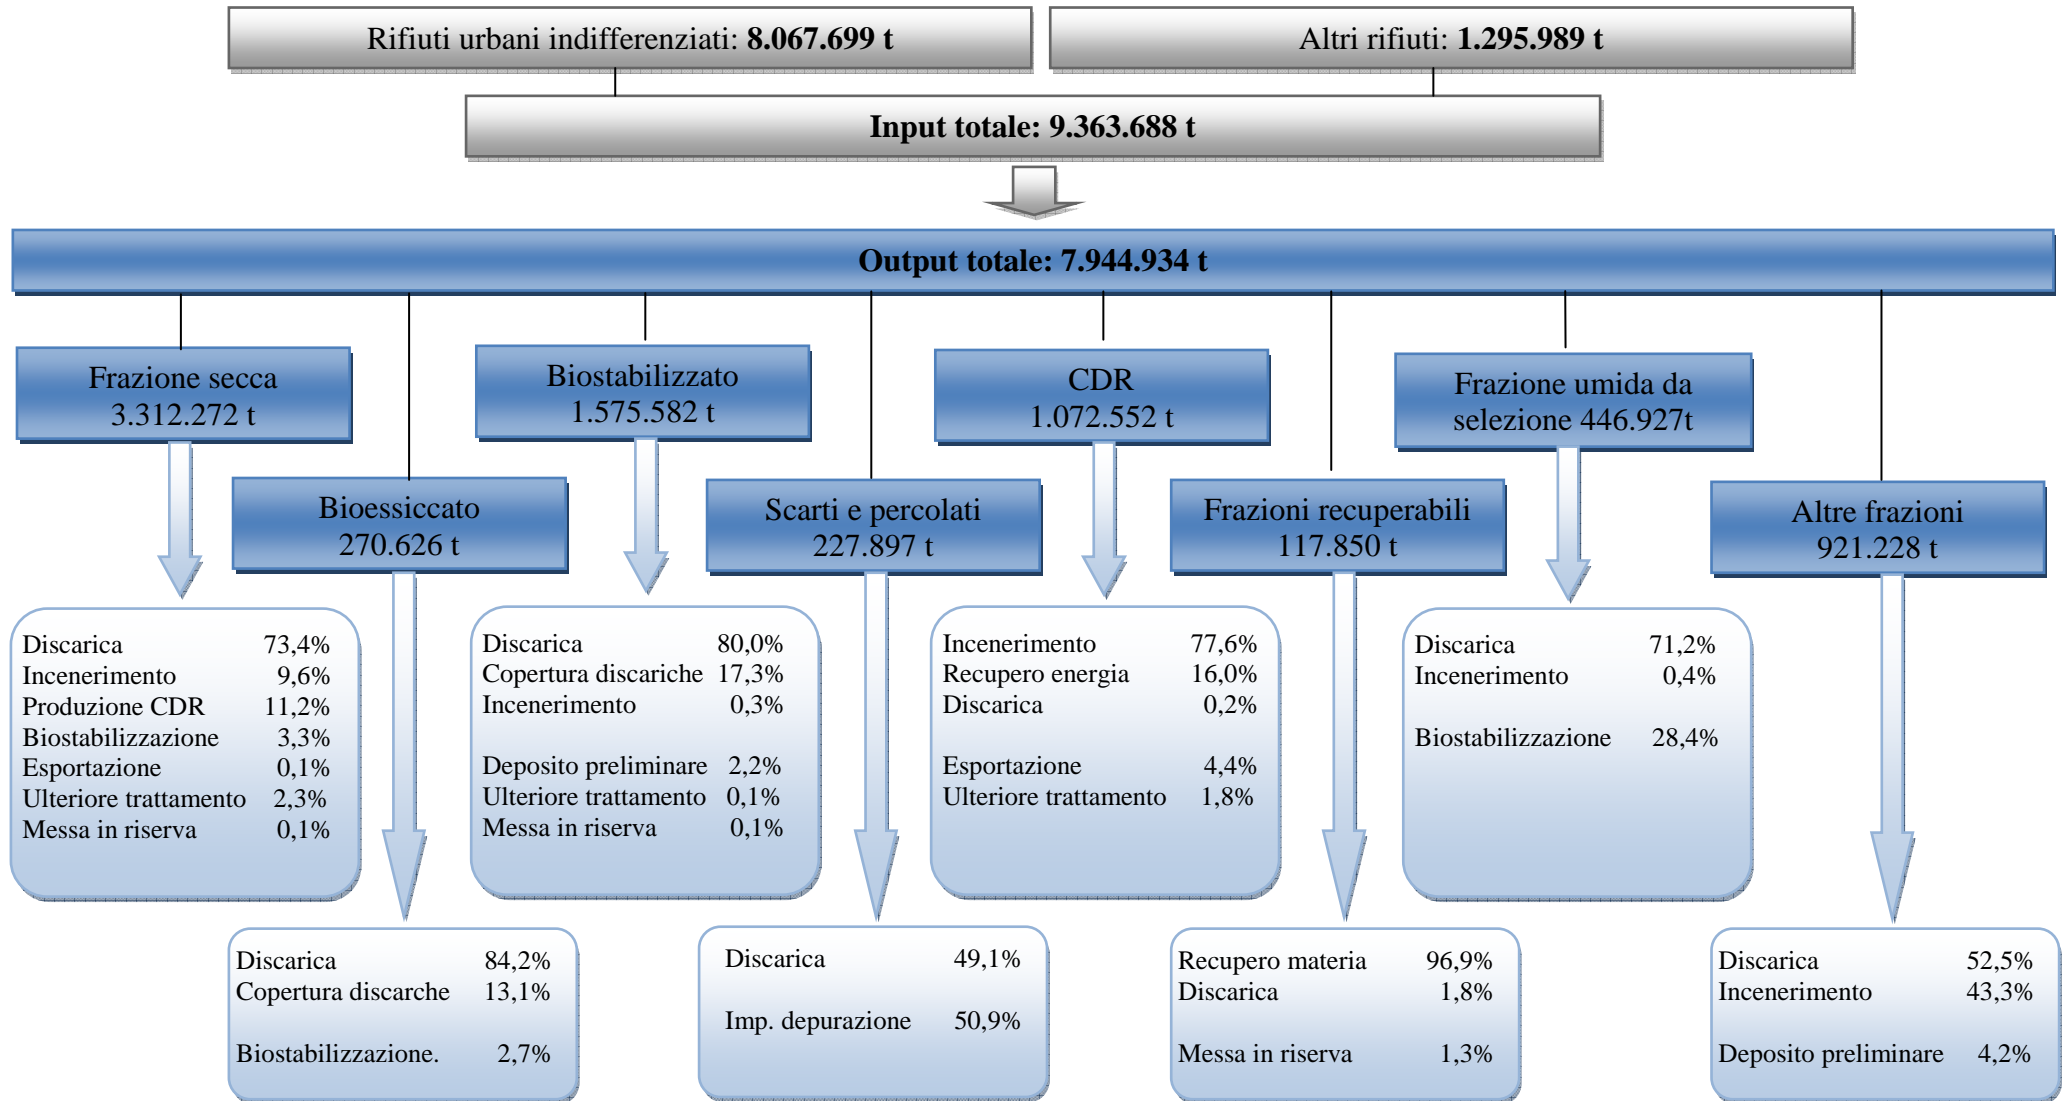 Rifiuti urbani indifferenziati: 8.067.699 t
Altri rifiuti: 1.295.989 t
Input totale: 9.363.688 t
Output totale: 7.944.934 t
Frazione secca
3.312.272 t
Biostabilizzato
1.575.582 t
CDR
1.072.552 t
Frazione umida da
selezione 446.927t
Bioessiccato
270.626 t
Scarti e percolati
227.897 t
Frazioni recuperabili
117.850 t
Altre frazioni
921.228 t
Discarica 73,4%
Incenerimento 9,6%
Produzione CDR 11,2%
Biostabilizzazione 3,3%
Esportazione 0,1%
Ulteriore trattamento 2,3%
Messa in riserva 0,1%
Discarica 80,0%
Copertura discariche 17,3%
Incenerimento 0,3%
Deposito preliminare 2,2%
Ulteriore trattamento 0,1%
Messa in riserva 0,1%
Incenerimento 77,6%
Recupero energia 16,0%
Discarica 0,2%
Esportazione 4,4%
Ulteriore trattamento 1,8%
Discarica 71,2%
Incenerimento 0,4%
Biostabilizzazione 28,4%
Discarica 84,2%
Copertura discarche 13,1%
Biostabilizzazione. 2,7%
Discarica 49,1%
Imp. depurazione 50,9%
Recupero materia 96,9%
Discarica 1,8%
Messa in riserva 1,3%
Discarica 52,5%
Incenerimento 43,3%
Deposito preliminare 4,2%